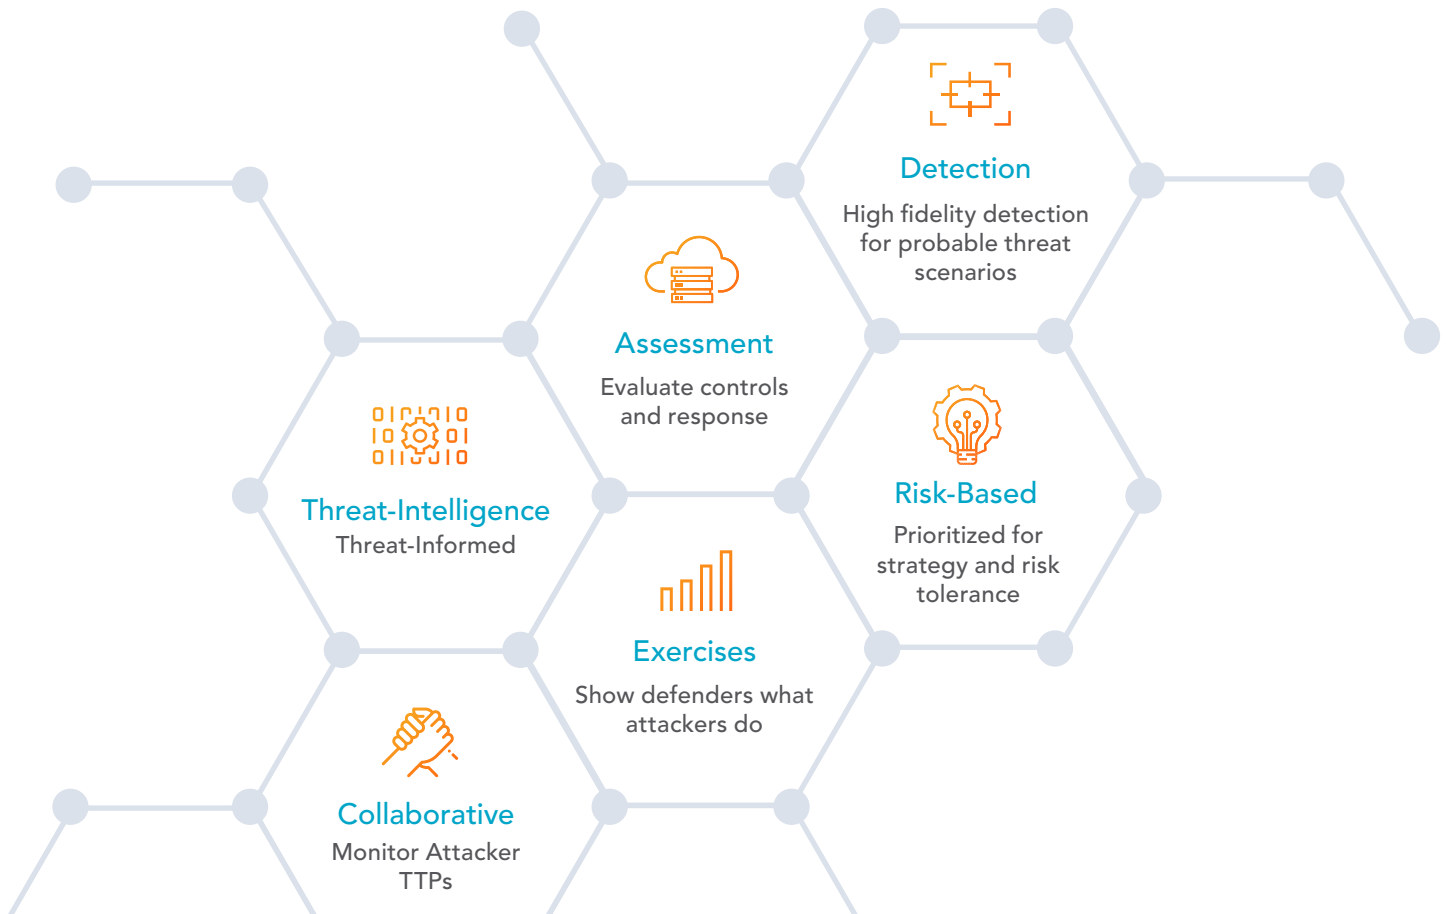 Detection
High fidelity detection
for probable threat
scenarios
Assessment
Evaluate controls
and response
Threat-Intelligence
Threat-Informed
Risk-Based
Prioritized for
strategy and risk
tolerance
Exercises
Show defenders what
attackers do
Collaborative
Monitor Attacker
TTPs